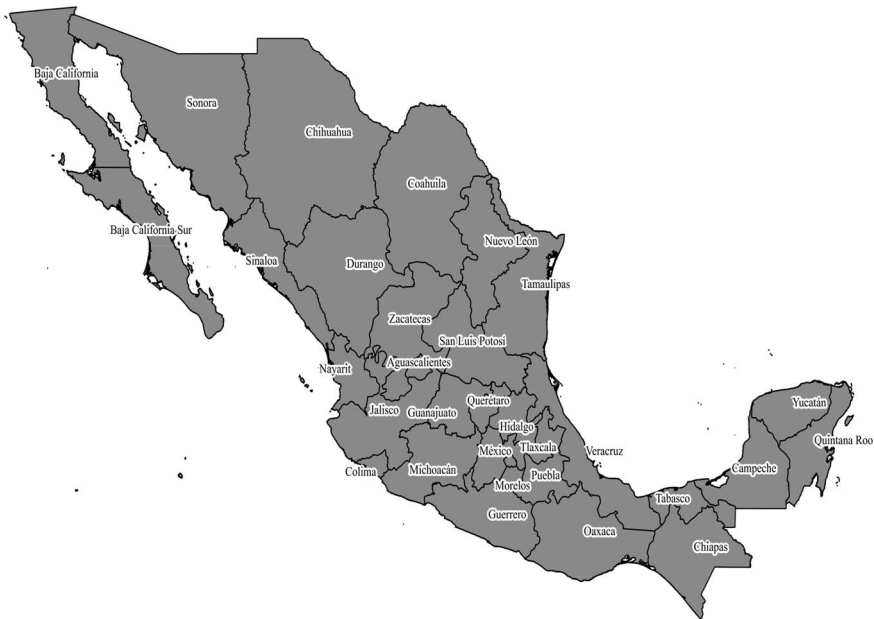 Baja California
Sonora
Chihuahua
Coahuila
Baja California Sur
Nuevo León
Sinaloa
Durango
Tamaulipas
Zacatecas
San Luis Potosí
Nayarit
Aguascalientes
Querétaro
Yucatán
Jalisco
Guanajuato
Hidalgo
Quintana Roo
México
Tlaxcala
Veracruz
Colima
Michoacán
Campeche
Morelos
Puebla
Tabasco
Guerrero
Oaxaca
Chiapas